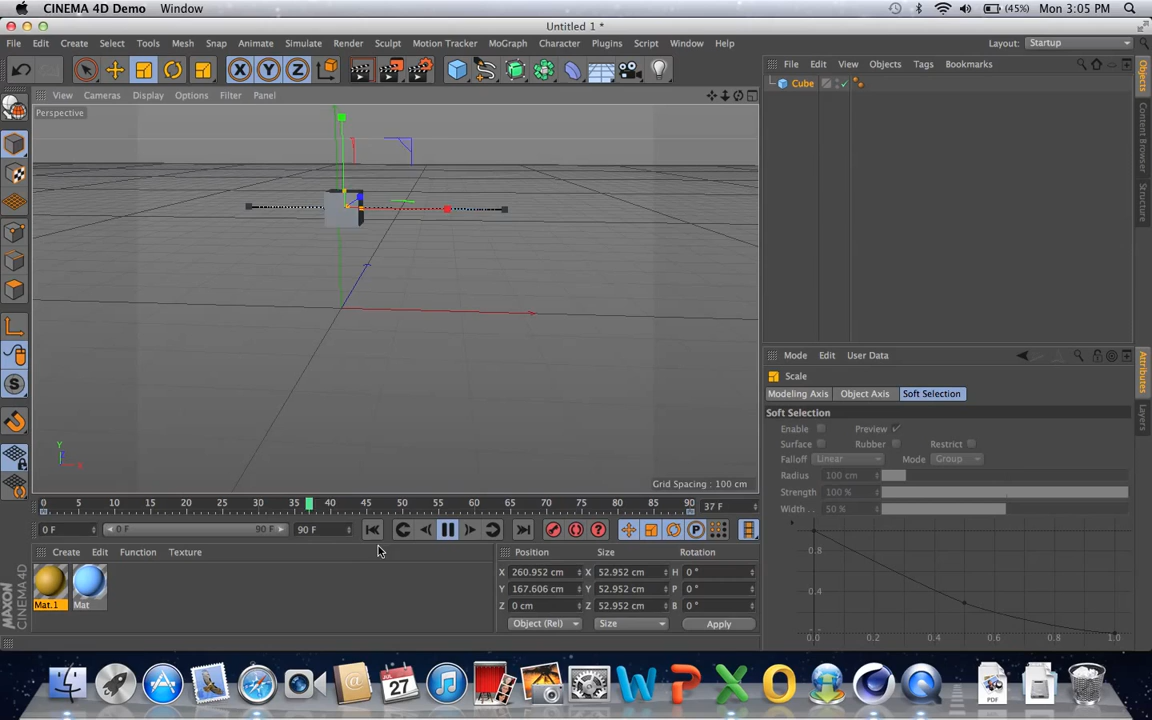 CINEMA 4D Demo Window (45%) Mon 3:05 PM
Untitled 1 *
File Edit Create Select Tools Mesh Snap Animate Simulate Render Sculpt Motion Tracker MoGraph Character Plugins Script Window Help Layout: Startup
X Y Z
File Edit View Objects Tags Bookmarks
View Cameras Display Options Filter Panel
Cube
Perspective
Objects
Content Browser
Structure
Mode Edit User Data
Scale
Modeling Axis Object Axis Soft Selection
Soft Selection
Enable Preview
Surface Rubber Restrict
Falloff Linear Mode Group
Radius 100 cm
Strength 100 %
Width . . 50 %
Attributes
Layers
Y
X
Grid Spacing : 100 cm
0 5 10 15 20 25 30 35 40 45 50 55 60 65 70 75 80 85 90 37 F
0 F 0 F 90 F 90 F
P
Create Edit Function Texture
Mat.1 Mat
Position Size Rotation
X 260.952 cm X 52.952 cm H 0 °
Y 167.606 cm Y 52.952 cm P 0 °
Z 0 cm Z 52.952 cm B 0 °
Object (Rel) Size Apply
0.8
0.4
0.0 0.2 0.4 0.6 0.8 1.0
MAXON
CINEMA 4D
JUL
27
W P X O
PDF